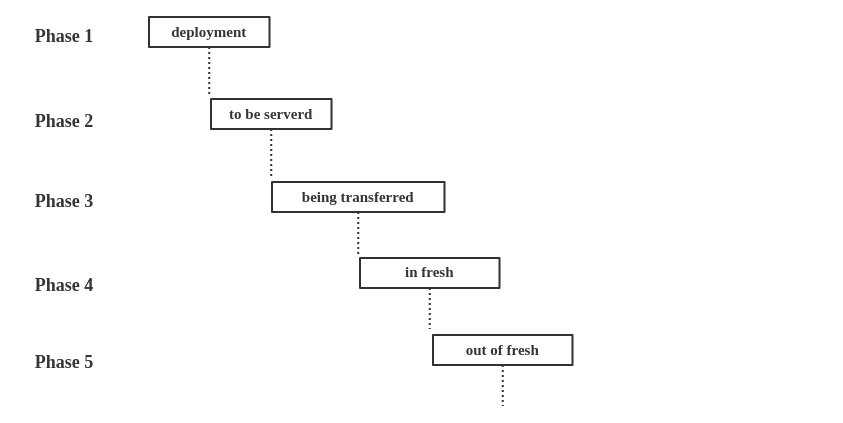 Phase 1 deployment
Phase 2 to be serverd
Phase 3 being transferred
Phase 4 in fresh
Phase 5 out of fresh